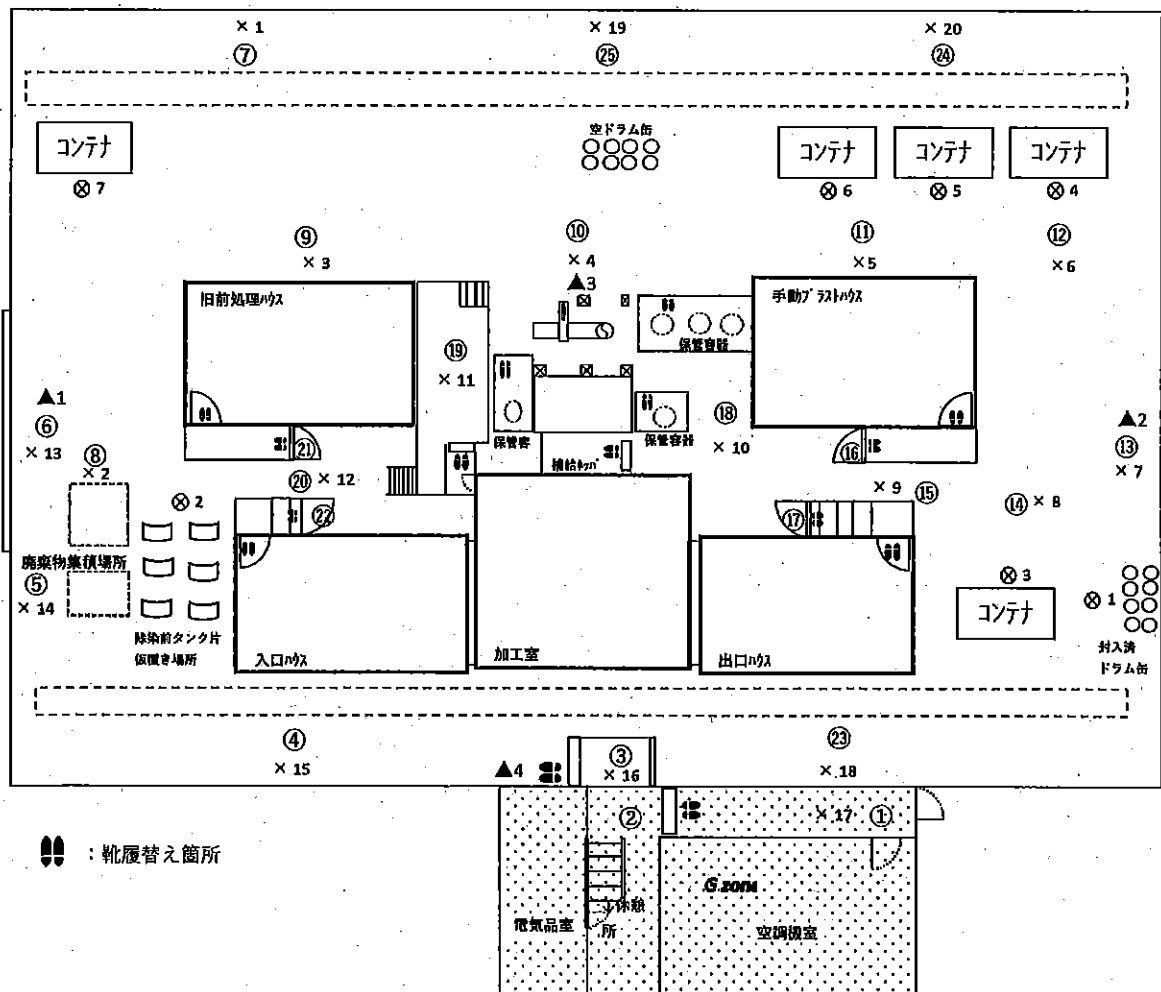 × 1 × 19 × 20
⑦ ㉕ ㉔
空ドラム缶
コンテナ コンテナ コンテナ コンテナ
⊗ 7 ⊗ 6 ⊗ 5 ⊗ 4
⑨ ⑩ ⑪ ⑫
× 3 × 4 × 5 × 6
▲3
旧前処理ハウス 手動ブラストハウス
保管容器
⑲
× 11
▲1 ▲2
⑥ ⑱ ⑬
× 13 保管容 保管容器 × 10 × 7
⑧ ㉑ ⑯
× 2 補給ホッパ
⑳ × 12 × 9 ⑮ ⑭ × 8
⊗ 2 ㉒ ⑰
廃棄物集積場所
⑤ ⊗ 3
× 14 ⊗ 1
コンテナ
除染前タンク片
仮置き場所
入口ハウス 加工室 出口ハウス
封入済
ドラム缶
④ ③ ㉓
× 15 ▲4 × 16 × 18
② × 17 ①
：靴履替え箇所
G zone
休憩
所
電気品室 空調機室